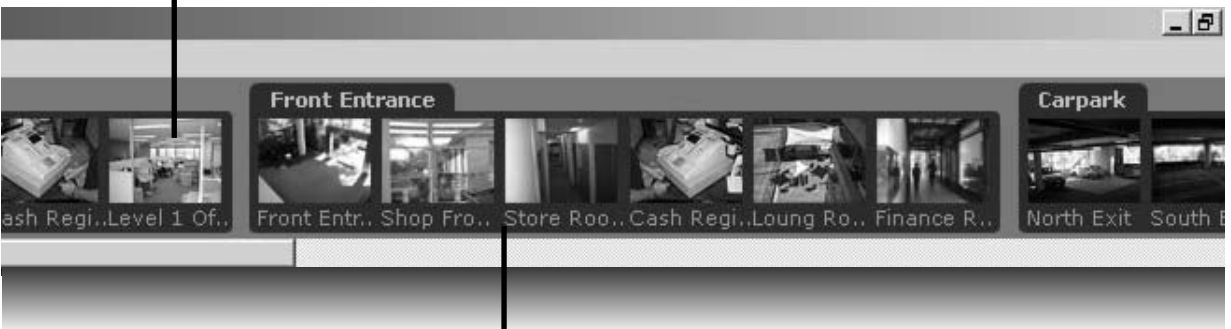 Front Entrance Carpark
ash Regi.. Level 1 Of.. Front Entr.. Shop Fro.. Store Roo.. Cash Regi.. Loung Ro.. Finance R.. North Exit South E